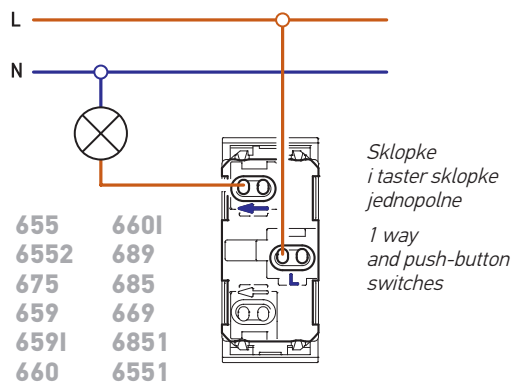 L
N
Sklopke
i taster sklopke
jednopolne
1 way
and push-button
switches
L
655 660I
6552 689
675 685
659 669
659I 6851
660 6551